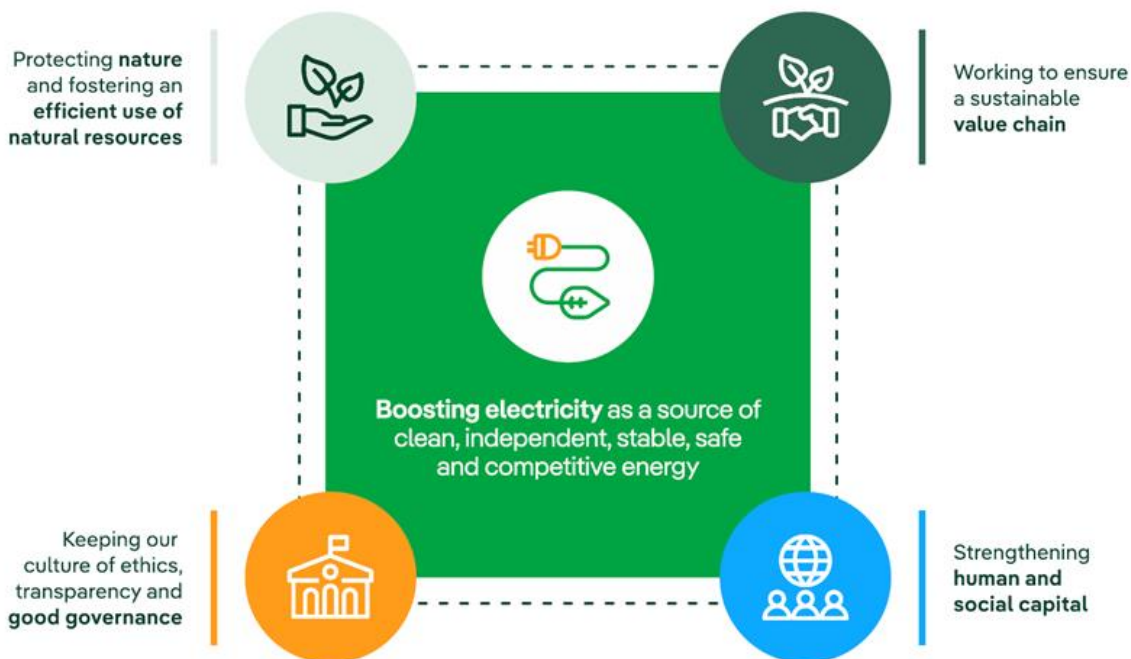 Protecting nature
and fostering an
efficient use of
natural resources
Working to ensure
a sustainable
value chain
Boosting electricity as a source of
clean, independent, stable, safe
and competitive energy
Keeping our
culture of ethics,
transparency and
good governance
Strengthening
human and
social capital